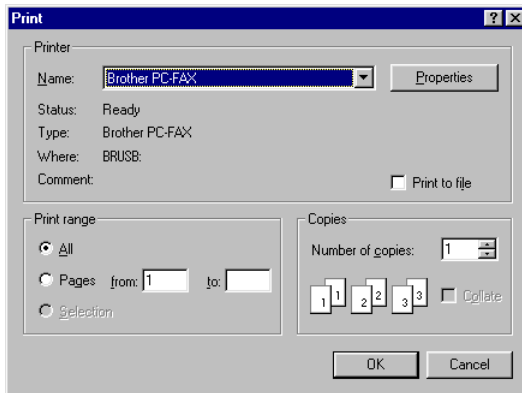 Print
Printer
Name: Brother PC-FAX Properties
Status: Ready
Type: Brother PC-FAX
Where: BRUSB:
Comment: Print to file
Print range
All
Pages from: 1 to:
Selection
Copies
Number of copies: 1
1 1 2 2 3 3 Collate
OK Cancel